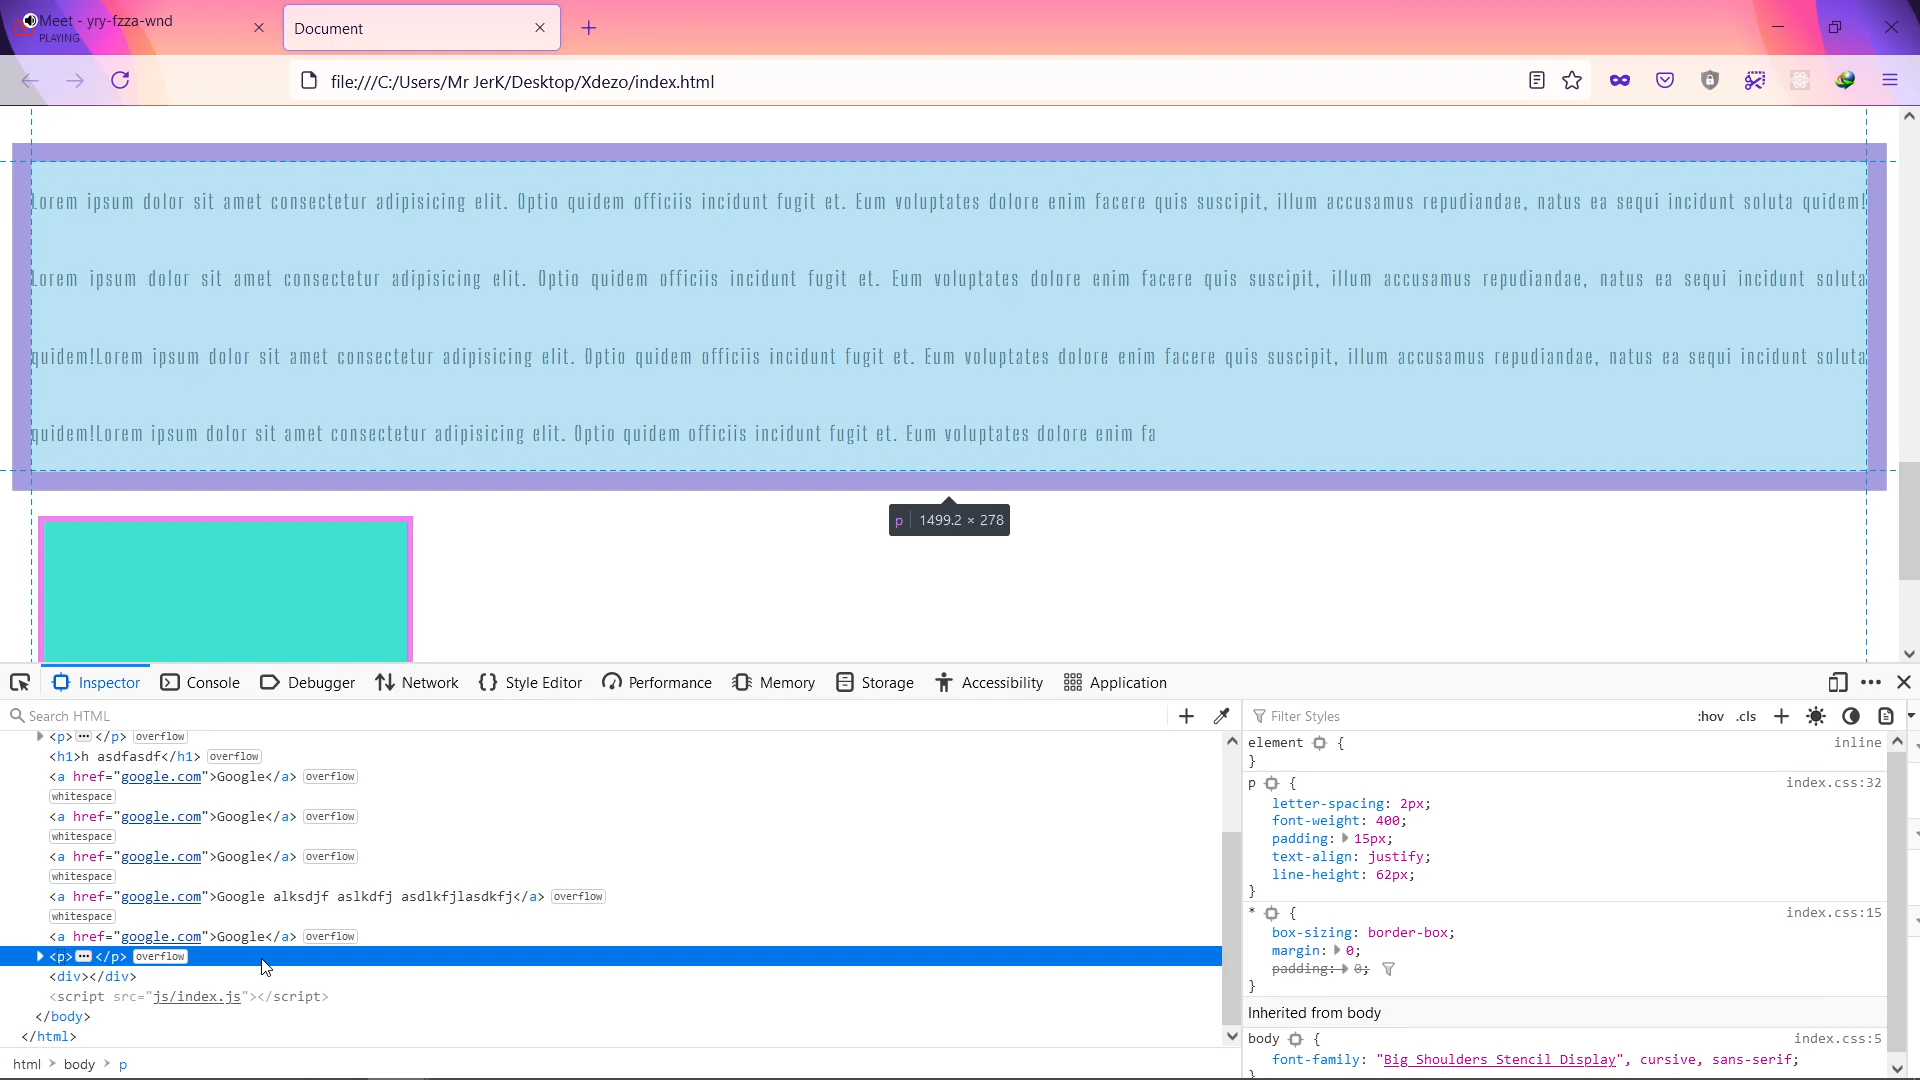 Meet - yry-fzza-wnd
PLAYING
Document
file:///C:/Users/Mr JerK/Desktop/Xdezo/index.html
Lorem ipsum dolor sit amet consectetur adipisicing elit. Optio quidem officiis incidunt fugit et. Eum voluptates dolore enim facere quis suscipit, illum accusamus repudiandae, natus ea sequi incidunt soluta quidem!
Lorem ipsum dolor sit amet consectetur adipisicing elit. Optio quidem officiis incidunt fugit et. Eum voluptates dolore enim facere quis suscipit, illum accusamus repudiandae, natus ea sequi incidunt soluta
quidem!Lorem ipsum dolor sit amet consectetur adipisicing elit. Optio quidem officiis incidunt fugit et. Eum voluptates dolore enim facere quis suscipit, illum accusamus repudiandae, natus ea sequi incidunt soluta
quidem!Lorem ipsum dolor sit amet consectetur adipisicing elit. Optio quidem officiis incidunt fugit et. Eum voluptates dolore enim fa
p 1499.2 × 278
Inspector Console Debugger Network Style Editor Performance Memory Storage Accessibility Application
Search HTML
<p>⋯</p> overflow
<h1>h asdfasdf</h1> overflow
<a href="google.com">Google</a> overflow
whitespace
<a href="google.com">Google</a> overflow
whitespace
<a href="google.com">Google</a> overflow
whitespace
<a href="google.com">Google alksdjf aslkdfj asdlkfjlasdkfj</a> overflow
whitespace
<a href="google.com">Google</a> overflow
<p>⋯</p> overflow
<div></div>
<script src="js/index.js"></script>
</body>
</html>
html > body > p
Filter Styles :hov .cls
element { inline
}
p { index.css:32
letter-spacing: 2px;
font-weight: 400;
padding: 15px;
text-align: justify;
line-height: 62px;
}
* { index.css:15
box-sizing: border-box;
margin: 0;
padding: 0;
}
Inherited from body
body { index.css:5
font-family: "Big Shoulders Stencil Display", cursive, sans-serif;
}